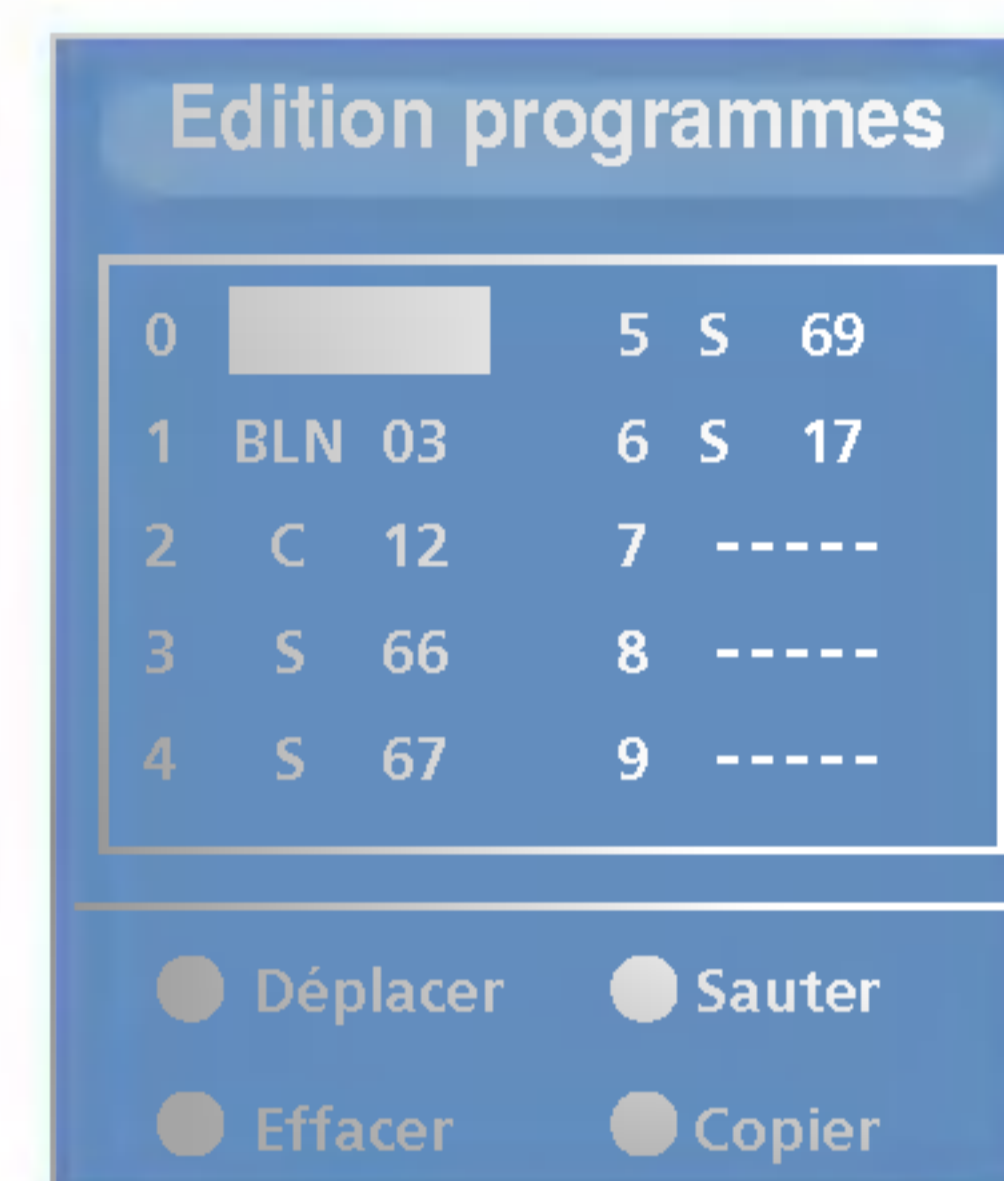 Edition programmes
0 5 S 69
1 BLN 03 6 S 17
2 C 12 7 -----
3 S 66 8 -----
4 S 67 9 -----
Déplacer Sauter
Effacer Copier